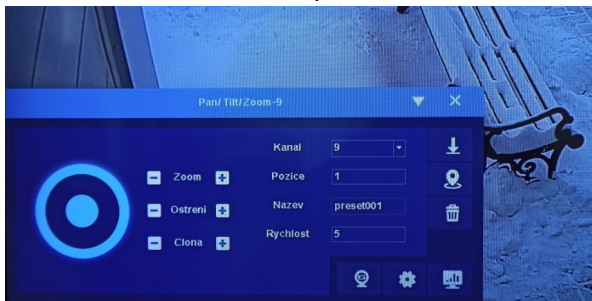 Pan/ Tilt/Zoom-9
Kanal 9
Zoom Pozice 1
Ostreni Nazev preset001
Clona Rychlost 5